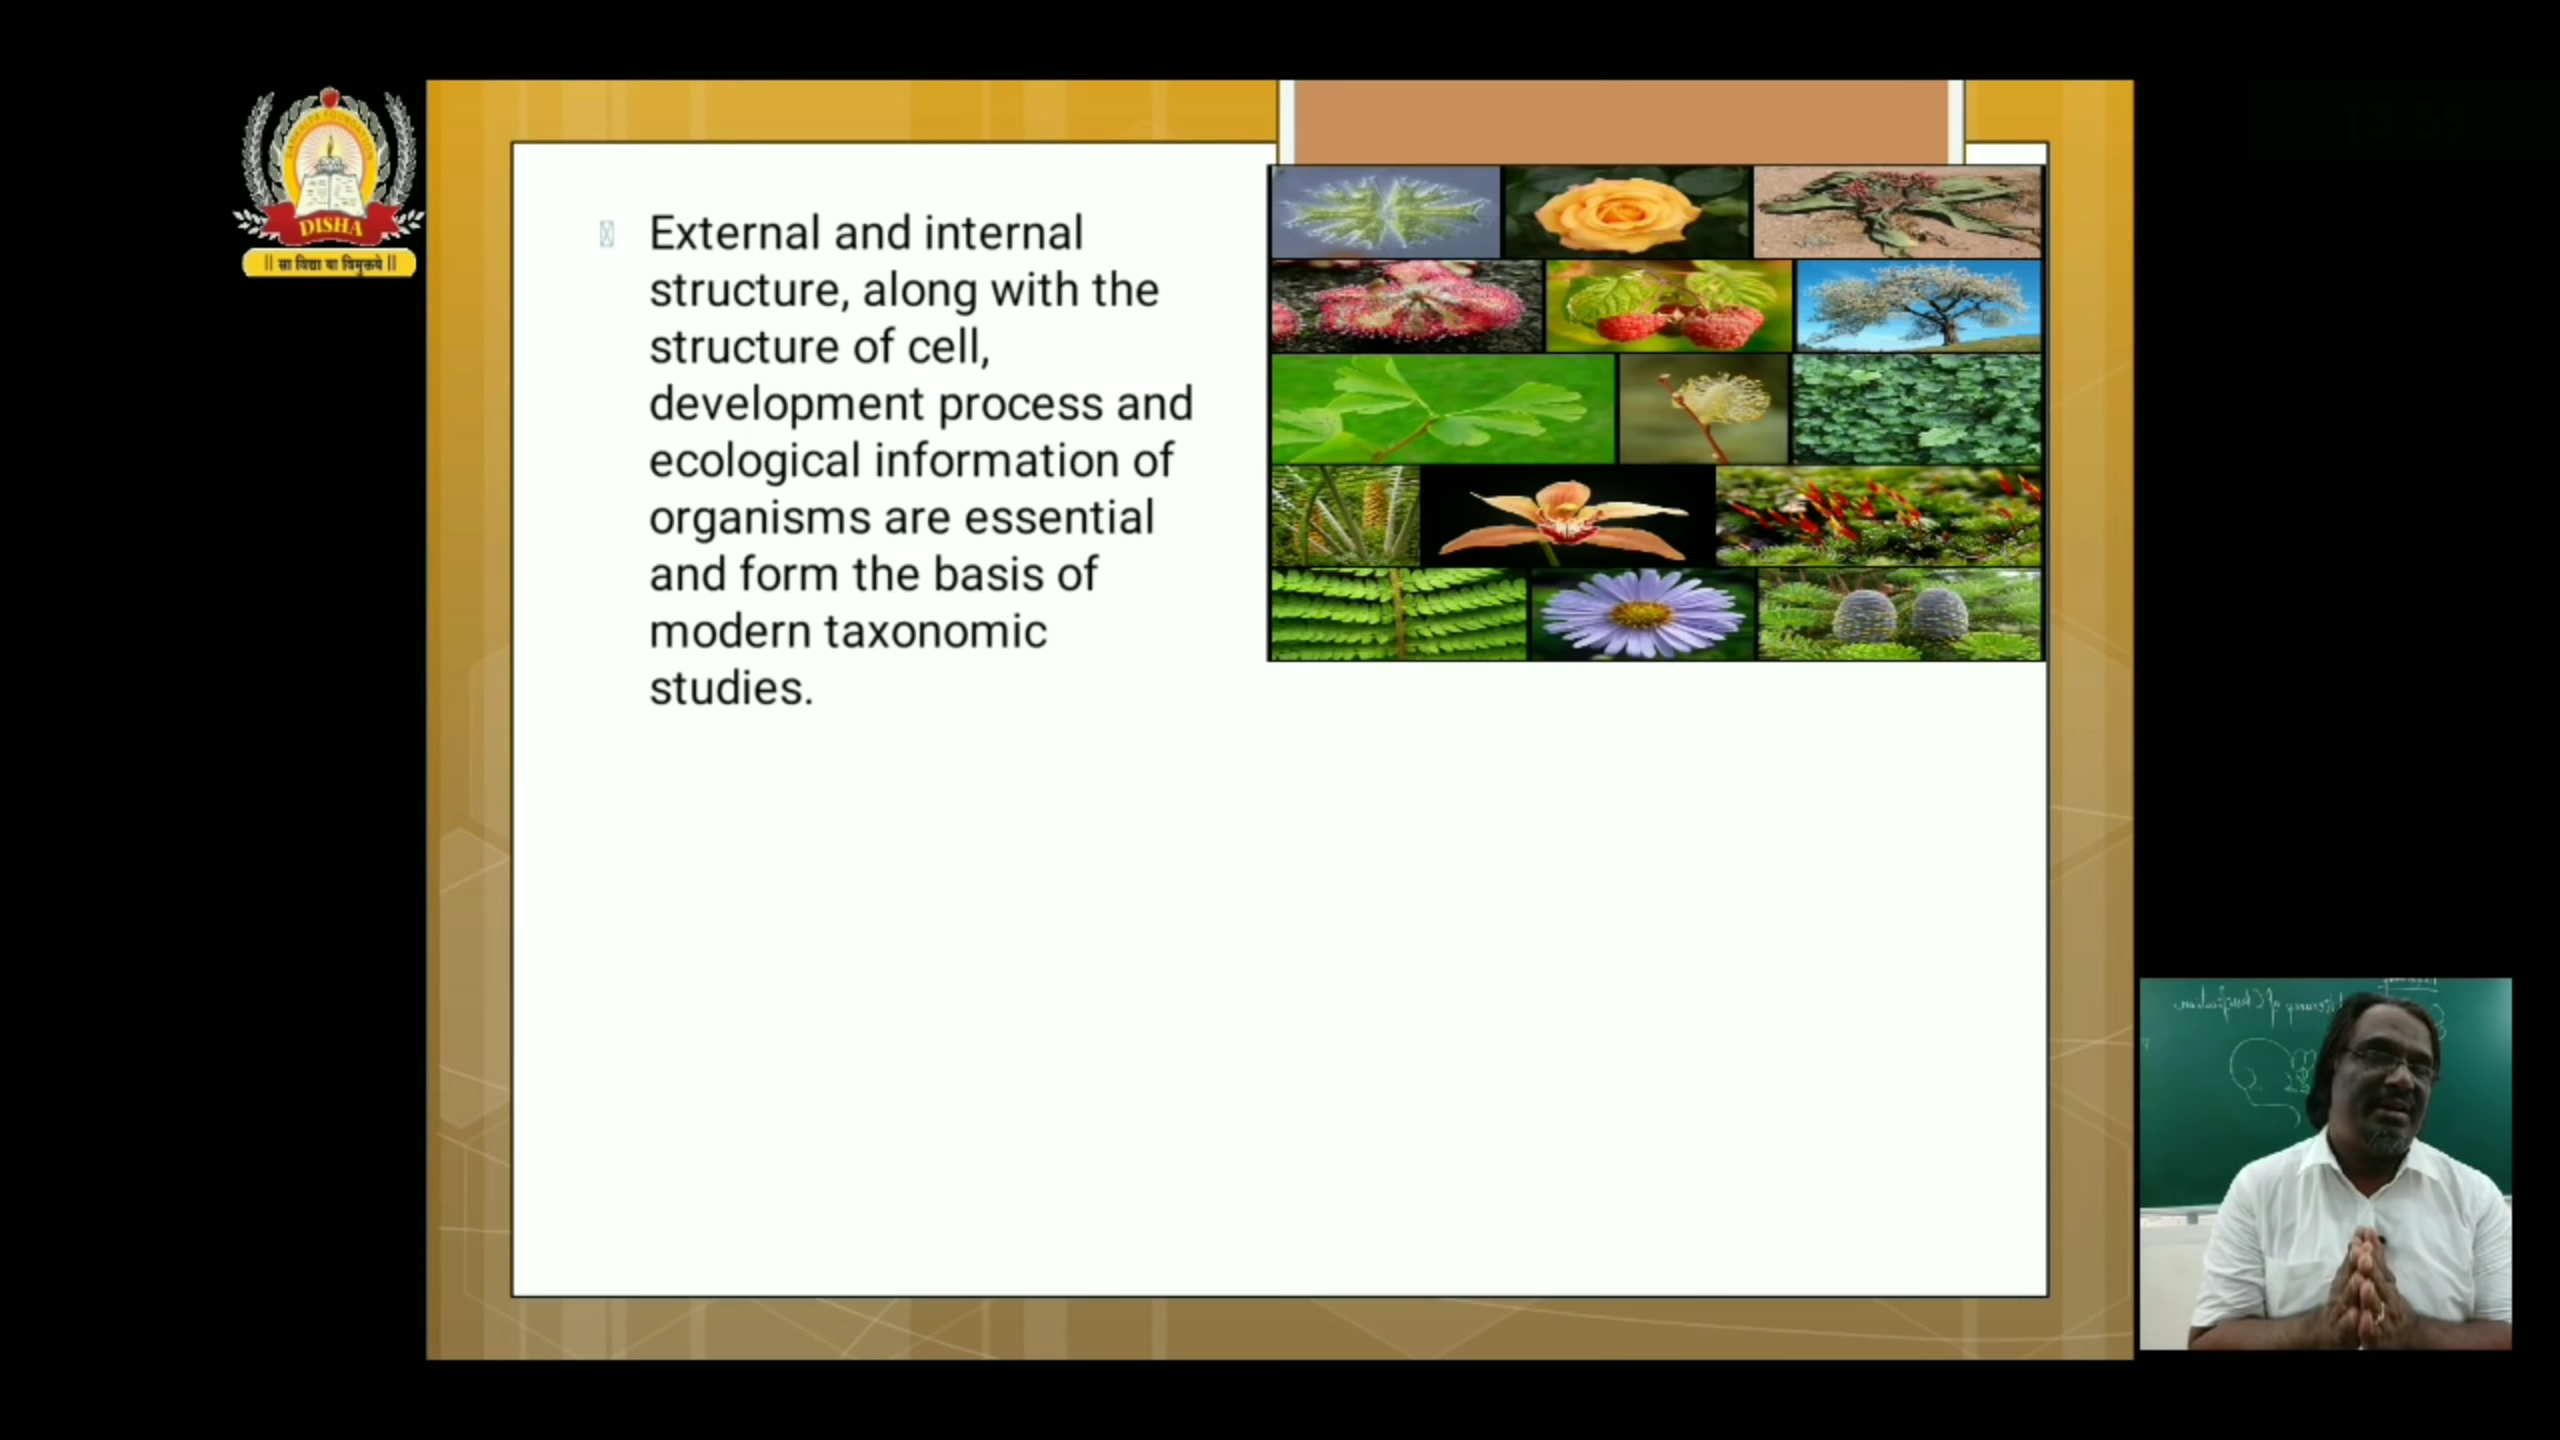 DISHA
|| सा विद्या या विमुक्तये ||
External and internal
structure, along with the
structure of cell,
development process and
ecological information of
organisms are essential
and form the basis of
modern taxonomic
studies.